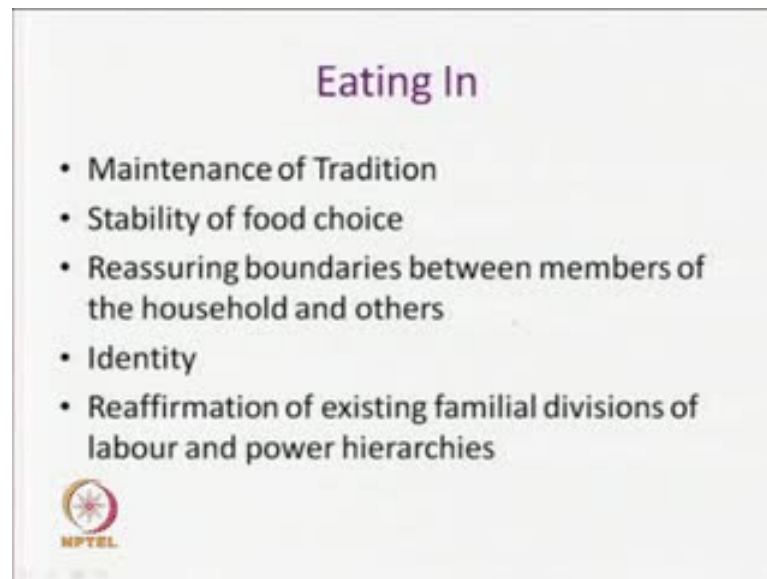 Eating In
• Maintenance of Tradition
• Stability of food choice
• Reassuring boundaries between members of
the household and others
• Identity
• Reaffirmation of existing familial divisions of
labour and power hierarchies
NPTEL